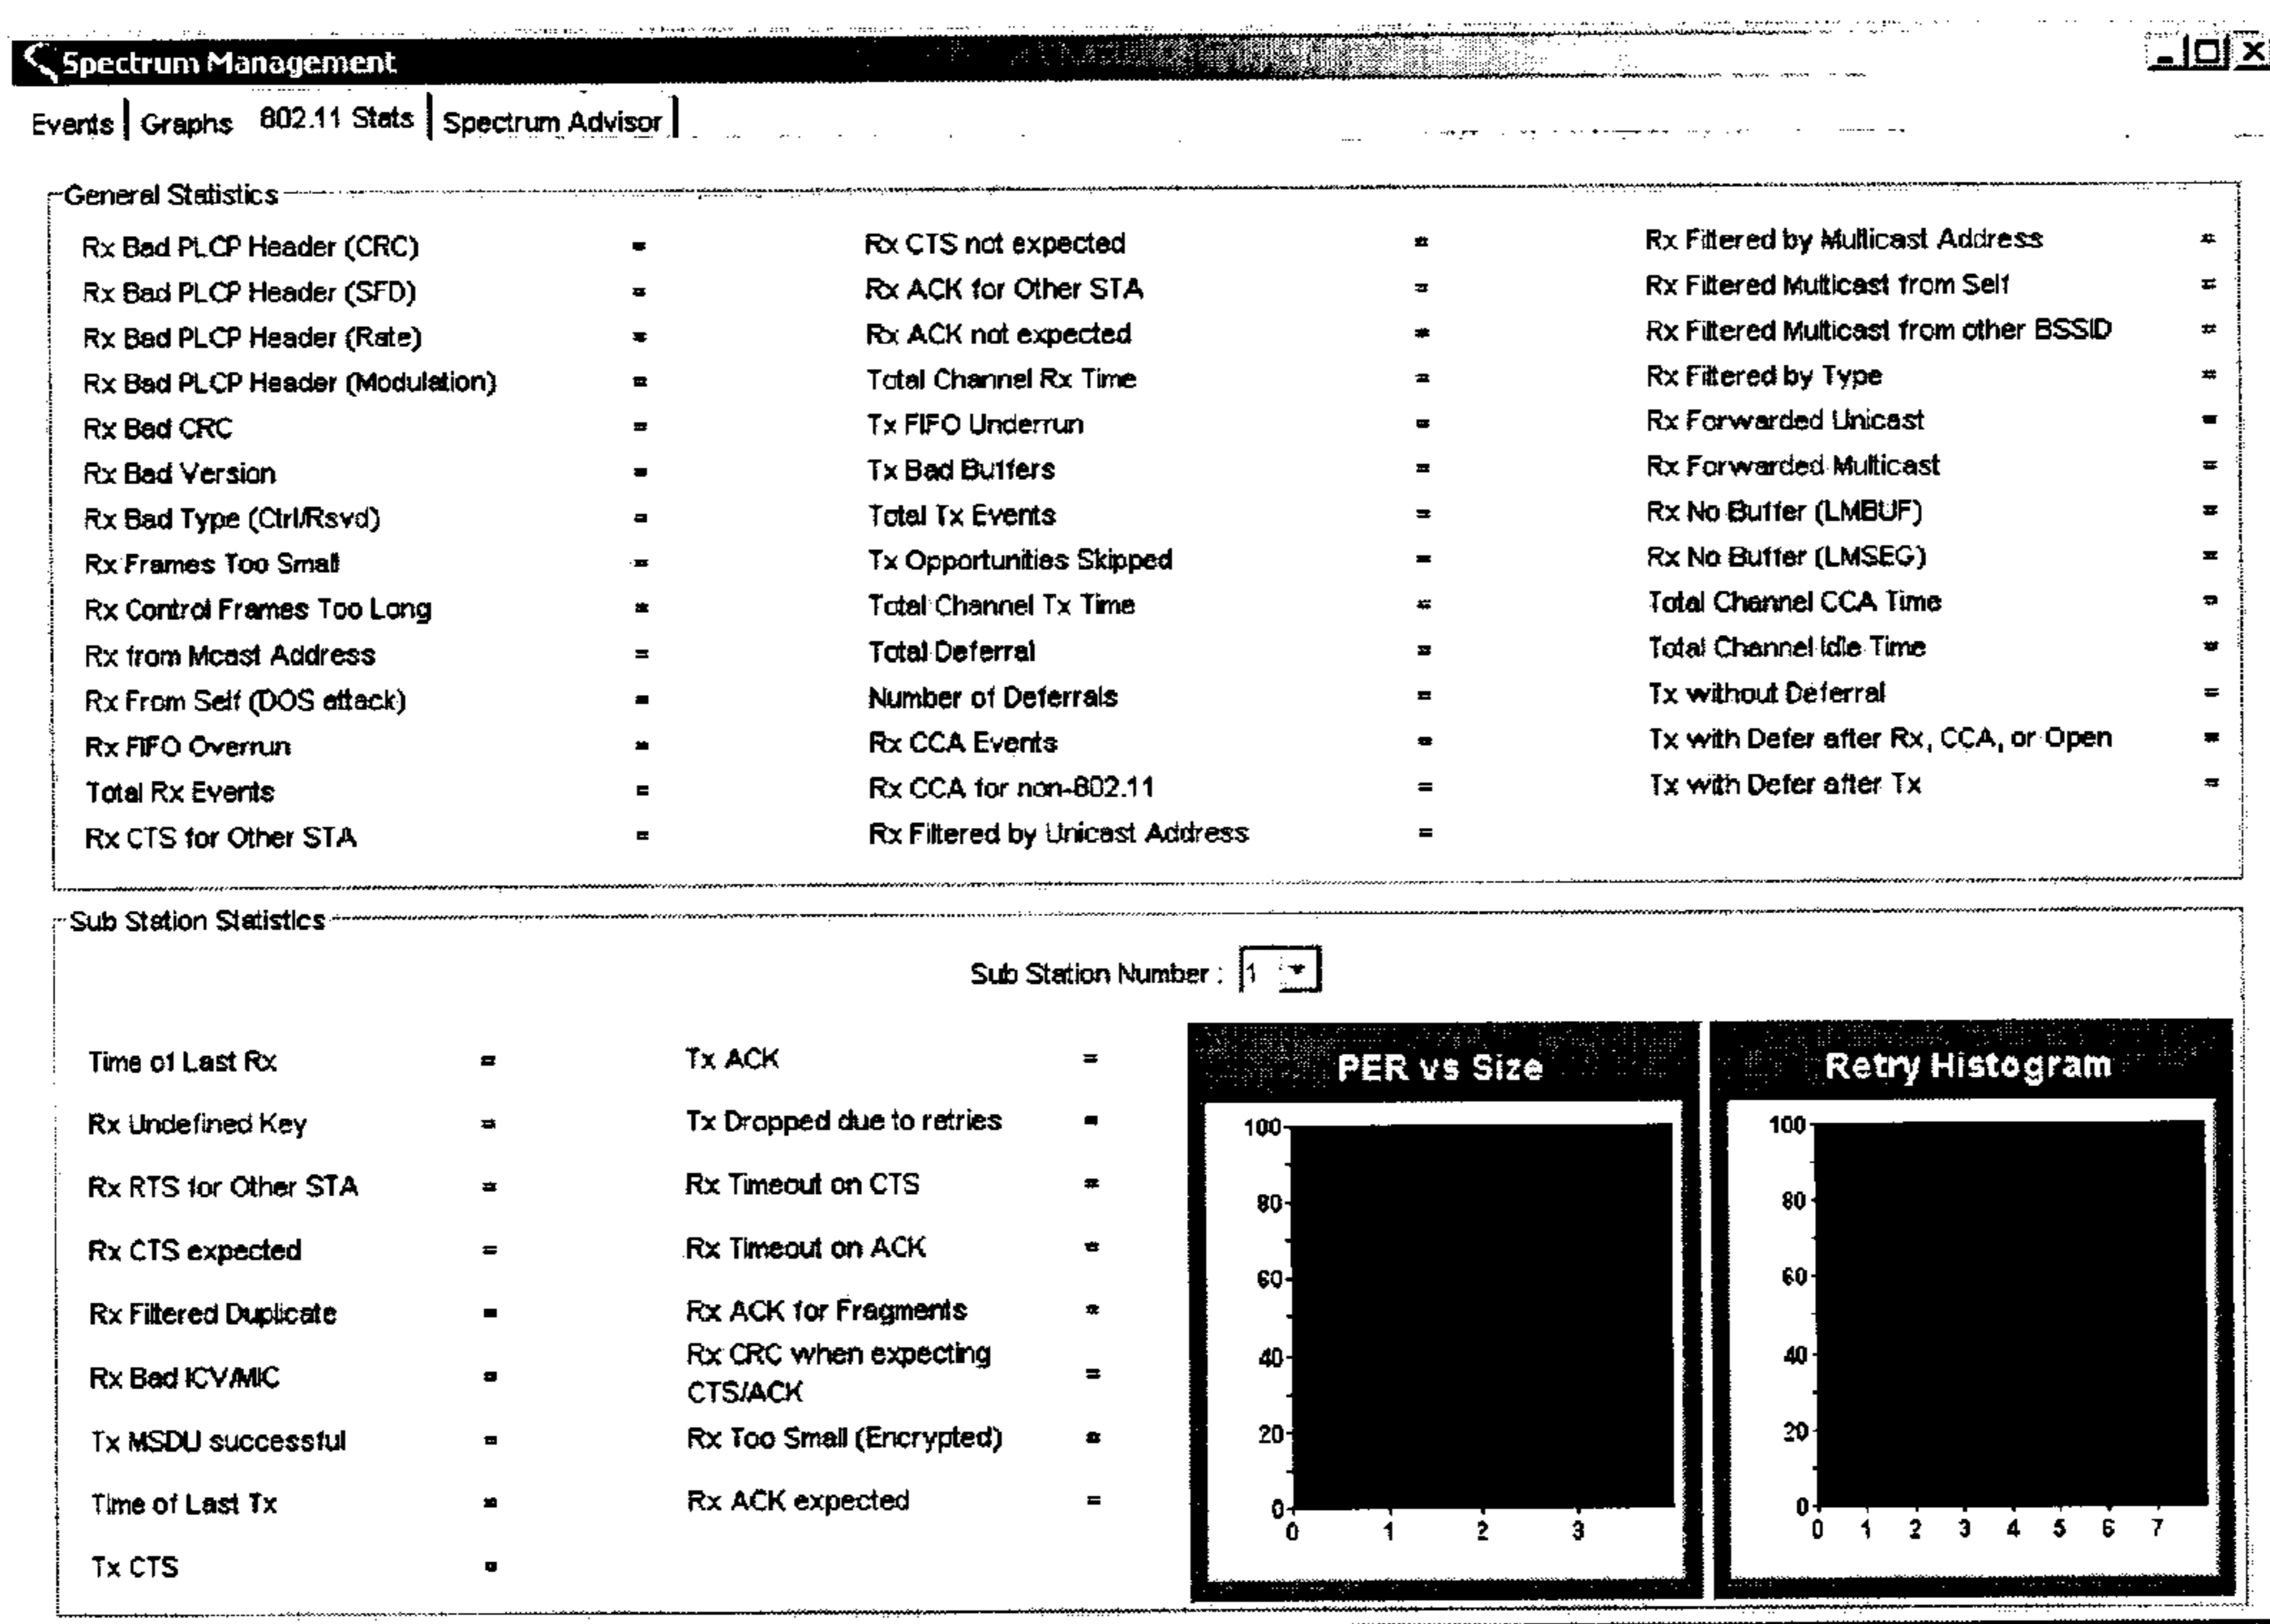 Spectrum Management
Events Graphs 802.11 Stats Spectrum Advisor
General Statistics
Rx Bad PLCP Header (CRC) =
Rx Bad PLCP Header (SFD) =
Rx Bad PLCP Header (Rate) =
Rx Bad PLCP Header (Modulation) =
Rx Bad CRC =
Rx Bad Version =
Rx Bad Type (Ctrl/Rsvd) =
Rx Frames Too Small =
Rx Control Frames Too Long =
Rx from Mcast Address =
Rx From Self (DOS attack) =
Rx FIFO Overrun =
Total Rx Events =
Rx CTS for Other STA =
Rx CTS not expected =
Rx ACK for Other STA =
Rx ACK not expected =
Total Channel Rx Time =
Tx FIFO Underrun =
Tx Bad Buffers =
Total Tx Events =
Tx Opportunities Skipped =
Total Channel Tx Time =
Total Deferral =
Number of Deferrals =
Rx CCA Events =
Rx CCA for non-802.11 =
Rx Filtered by Unicast Address =
Rx Filtered by Multicast Address =
Rx Filtered Multicast from Self =
Rx Filtered Multicast from other BSSID =
Rx Filtered by Type =
Rx Forwarded Unicast =
Rx Forwarded Multicast =
Rx No Buffer (LMBUF) =
Rx No Buffer (LMSEG) =
Total Channel CCA Time =
Total Channel Idle Time =
Tx without Deferral =
Tx with Defer after Rx, CCA, or Open =
Tx with Defer after Tx =
Sub Station Statistics
Sub Station Number : 1
Time of Last Rx =
Rx Undefined Key =
Rx RTS for Other STA =
Rx CTS expected =
Rx Filtered Duplicate =
Rx Bad ICV/MIC =
Tx MSDU successful =
Time of Last Tx =
Tx CTS =
Tx ACK =
Tx Dropped due to retries =
Rx Timeout on CTS =
Rx Timeout on ACK =
Rx ACK for Fragments =
Rx CRC when expecting
CTS/ACK =
Rx Too Small (Encrypted) =
Rx ACK expected =
PER vs Size
100
80
60
40
20
0
0 1 2 3
Retry Histogram
100
80
60
40
20
0
0 1 2 3 4 5 6 7